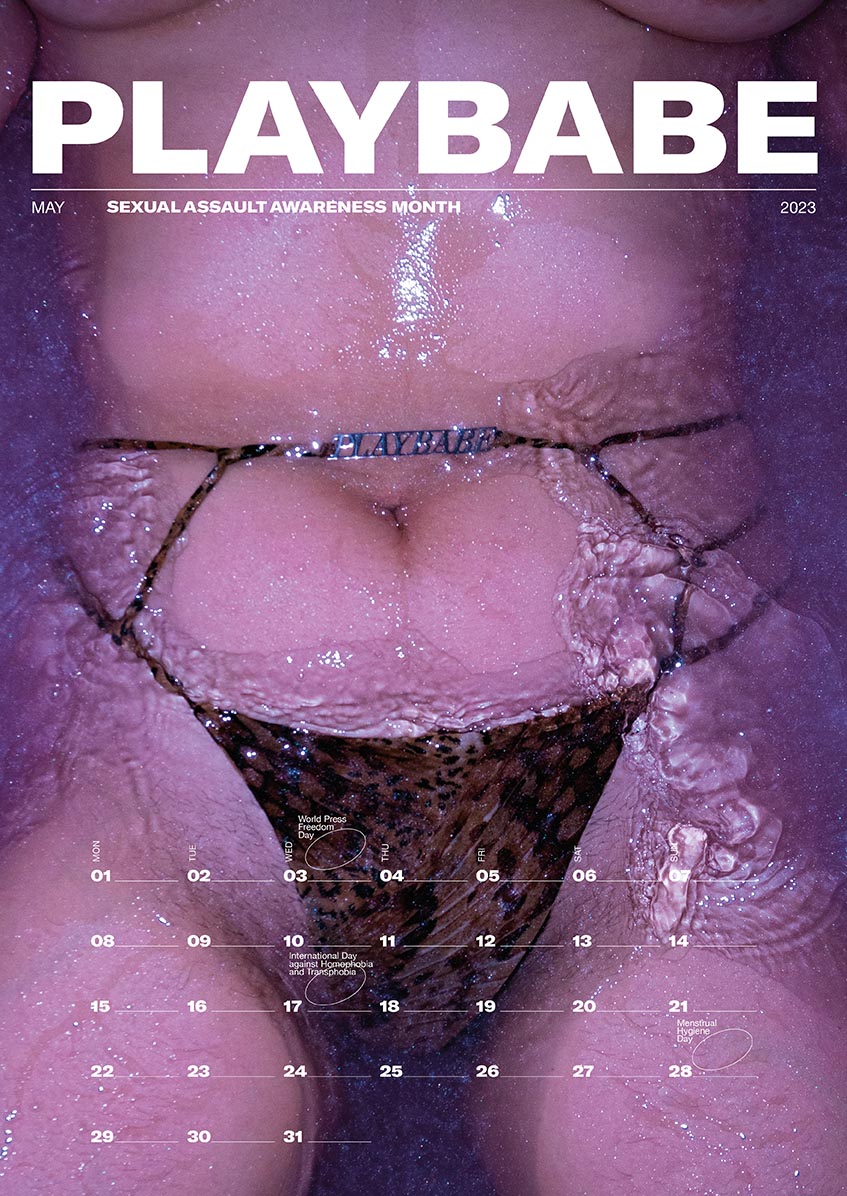 PLAYBABE
MAY SEXUAL ASSAULT AWARENESS MONTH 2023
PLAYBABE
World Press
Freedom
Day
MON TUE WED THU FRI SAT SUN
01 02 03 04 05 06 07
08 09 10 11 12 13 14
International Day
against Homophobia
and Transphobia
15 16 17 18 19 20 21
Menstrual
Hygiene
Day
22 23 24 25 26 27 28
29 30 31